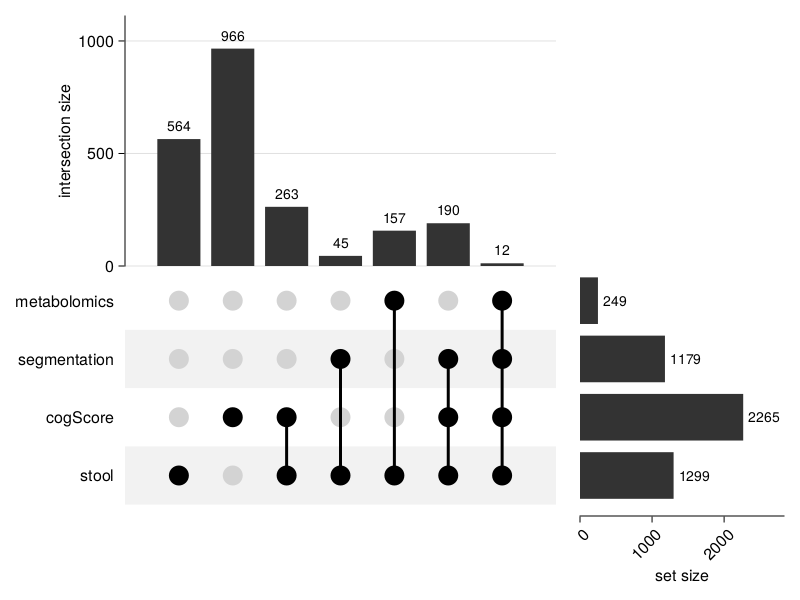 intersection size
1000
500
0
564
966
263
45
157
190
12
metabolomics
segmentation
cogScore
stool
249
1179
2265
1299
0
1000
2000
set size